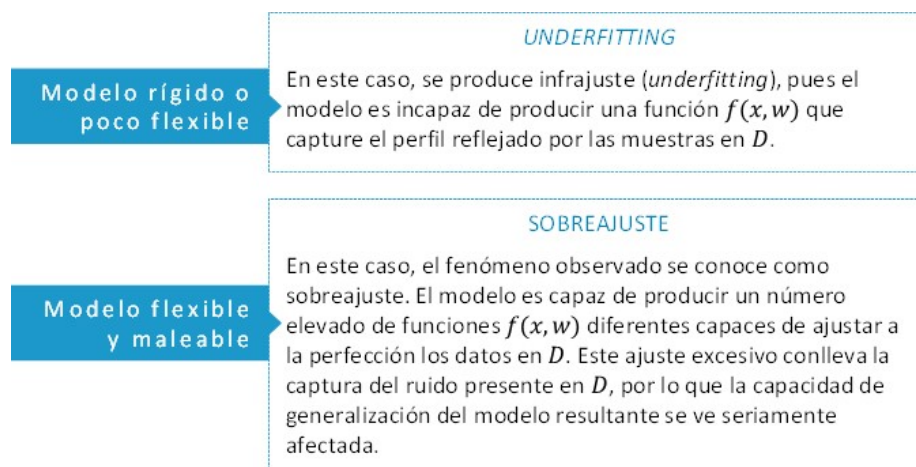 UNDERFITTING
Modelo rígido o
poco flexible
En este caso, se produce infrajuste (underfitting), pues el
modelo es incapaz de producir una función f(x,w) que
capture el perfil reflejado por las muestras en D.
SOBREAJUSTE
Modelo flexible
y maleable
En este caso, el fenómeno observado se conoce como
sobreajuste. El modelo es capaz de producir un número
elevado de funciones f(x,w) diferentes capaces de ajustar a
la perfección los datos en D. Este ajuste excesivo conlleva la
captura del ruido presente en D, por lo que la capacidad de
generalización del modelo resultante se ve seriamente
afectada.